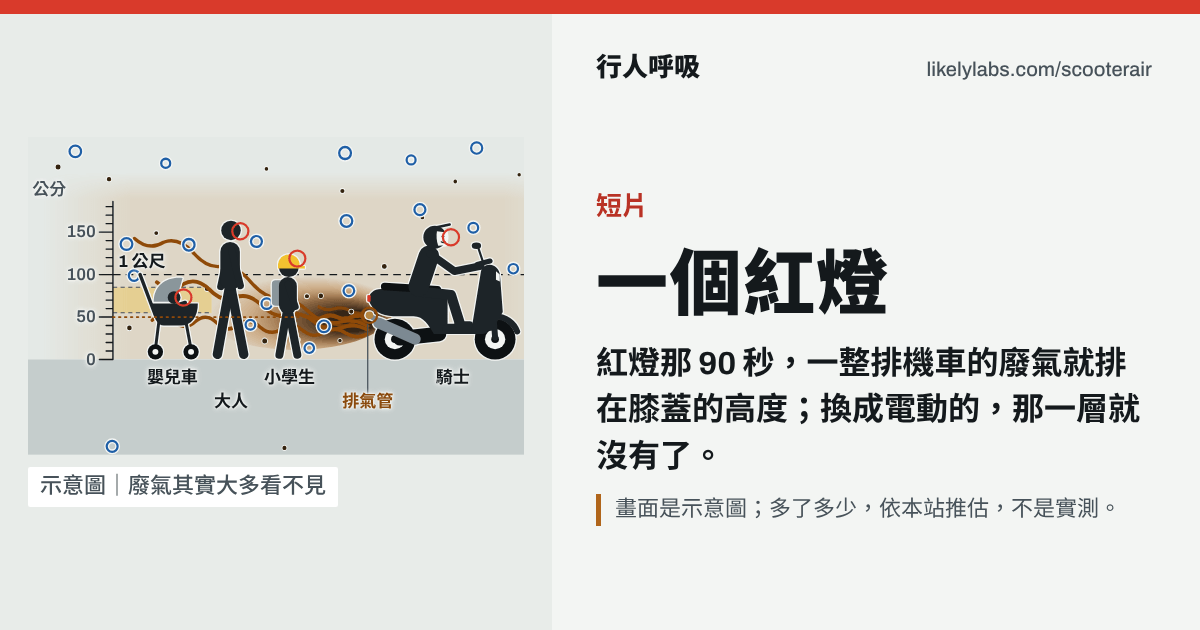 行人呼吸
likelylabs.com/scooterair
短片
一個紅燈
紅燈那 90 秒，一整排機車的廢氣就排
在膝蓋的高度；換成電動的，那一層就
沒有了。
畫面是示意圖；多了多少，依本站推估，不是實測。
公分
150
1 公尺
100
50
0
嬰兒車
小學生
騎士
大人
排氣管
示意圖｜廢氣其實大多看不見